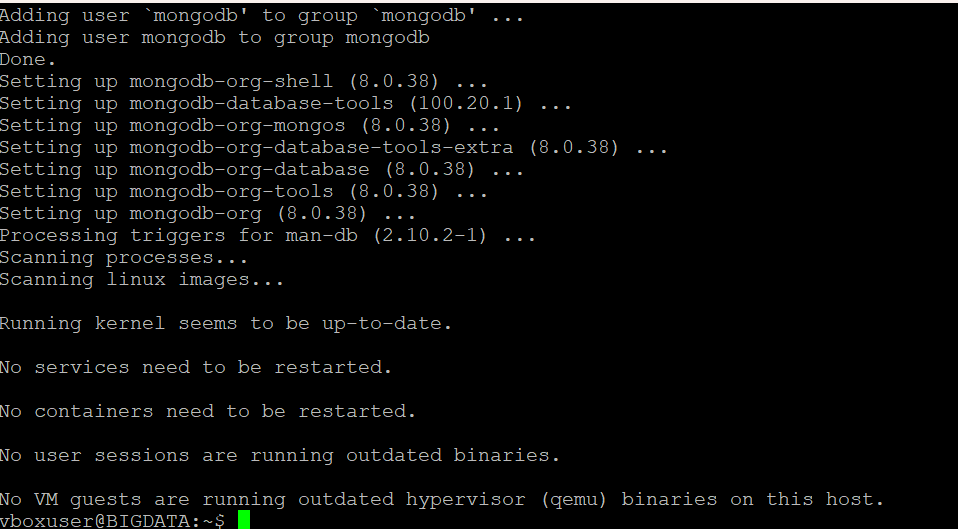 Adding user `mongodb' to group `mongodb' ...
Adding user mongodb to group mongodb
Done.
Setting up mongodb-org-shell (8.0.38) ...
Setting up mongodb-database-tools (100.20.1) ...
Setting up mongodb-org-mongos (8.0.38) ...
Setting up mongodb-org-database-tools-extra (8.0.38) ...
Setting up mongodb-org-database (8.0.38) ...
Setting up mongodb-org-tools (8.0.38) ...
Setting up mongodb-org (8.0.38) ...
Processing triggers for man-db (2.10.2-1) ...
Scanning processes...
Scanning linux images...
Running kernel seems to be up-to-date.
No services need to be restarted.
No containers need to be restarted.
No user sessions are running outdated binaries.
No VM guests are running outdated hypervisor (qemu) binaries on this host.
vboxuser@BIGDATA:~$